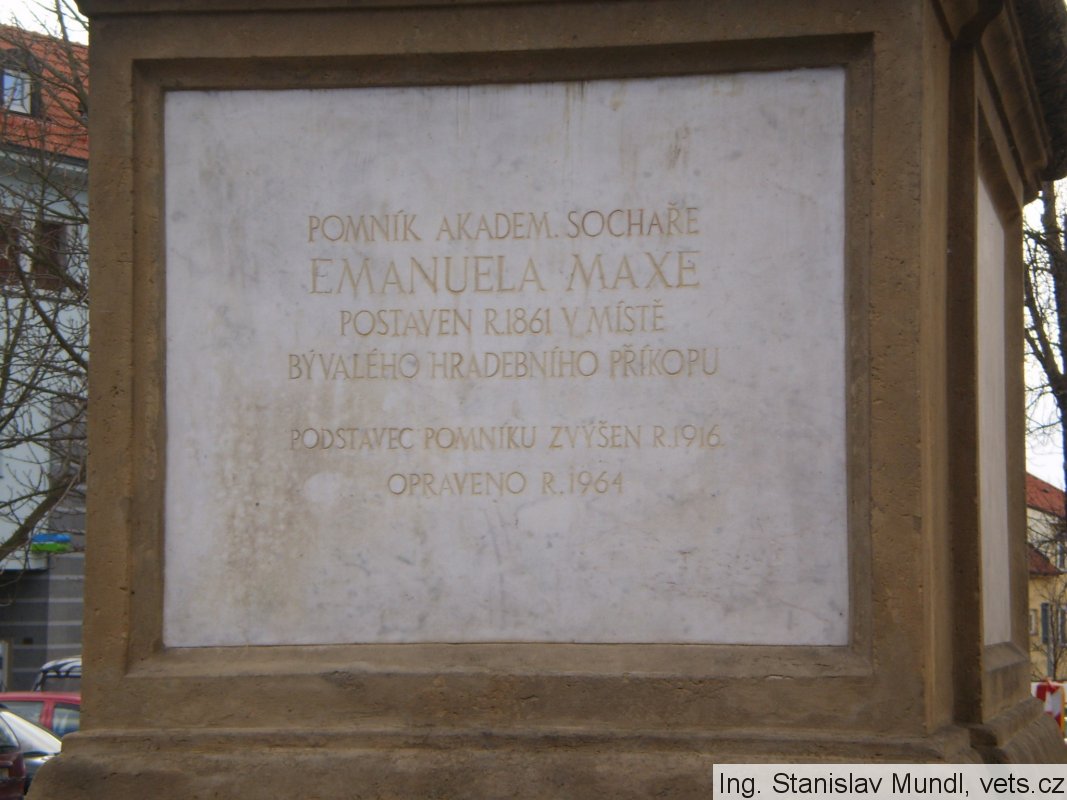 POMNÍK AKADEM. SOCHAŘE
EMANUELA MAXE
POSTAVEN R.1861 V MÍSTĚ
BÝVALÉHO HRADEBNÍHO PŘÍKOPU
PODSTAVEC POMNÍKU ZVÝŠEN R.1916.
OPRAVENO R.1964
Ing. Stanislav Mundl, vets.cz